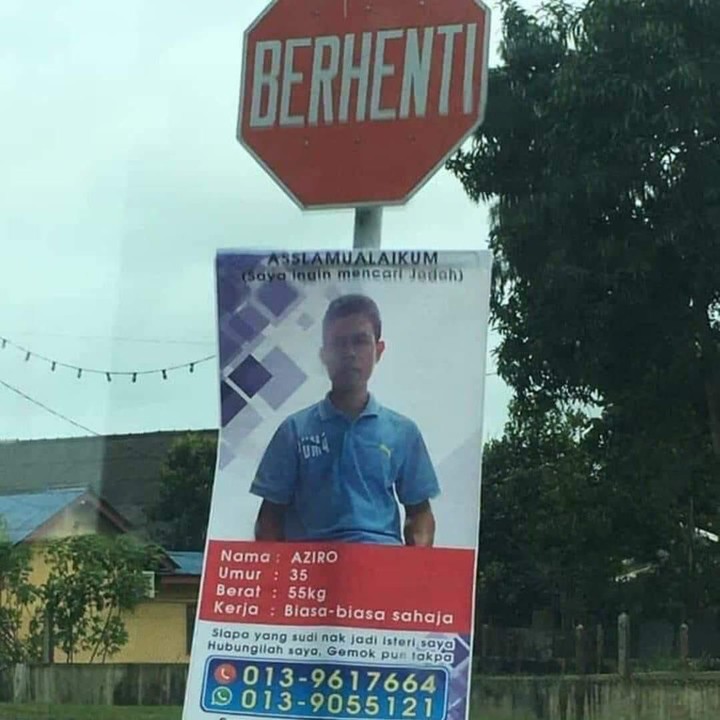 BERHENTI
ASSLAMUALAIKUM
(Saya ingin mencari Jodoh)
Nama : AZIRO
Umur : 35
Berat : 55kg
Kerja : Biasa-biasa sahaja
Siapa yang sudi nak jadi isteri saya
Hubungilah saya, Gemok pun takpa
013-9617664
013-9055121